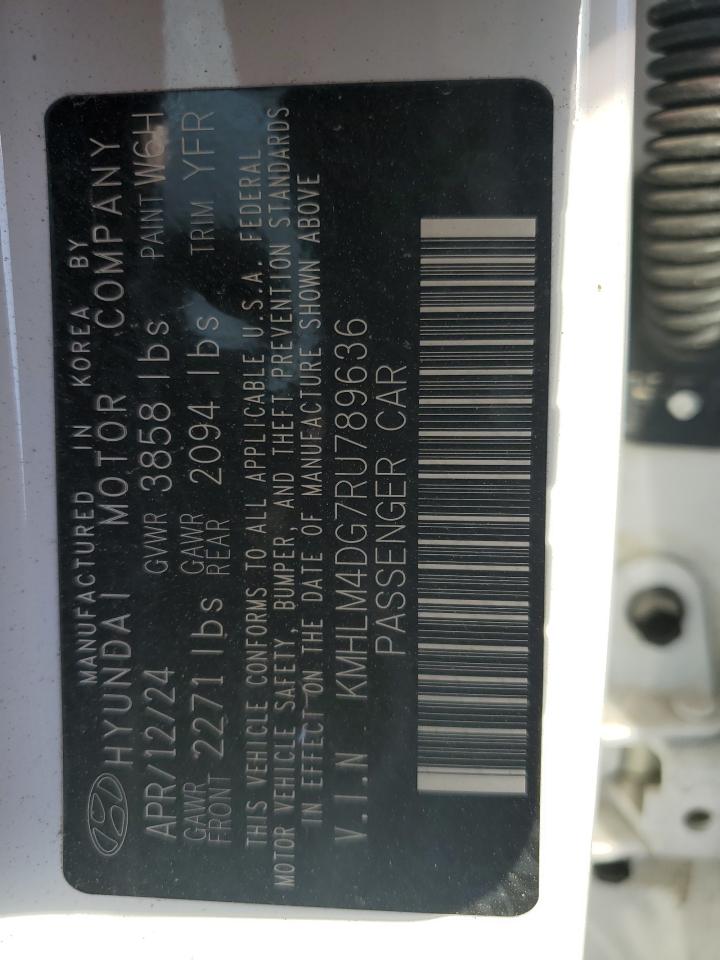 MANUFACTURED IN KOREA BY
HYUNDAI MOTOR COMPANY
APR/12/24 GVWR 3858 lbs PAINT W6H
GAWR FRONT 2271 lbs GAWR REAR 2094 lbs TRIM YFR
THIS VEHICLE CONFORMS TO ALL APPLICABLE U.S.A. FEDERAL
MOTOR VEHICLE SAFETY, BUMPER, AND THEFT PREVENTION STANDARDS
IN EFFECT ON THE DATE OF MANUFACTURE SHOWN ABOVE
V.I.N KMHLM4DG7RU789636
PASSENGER CAR